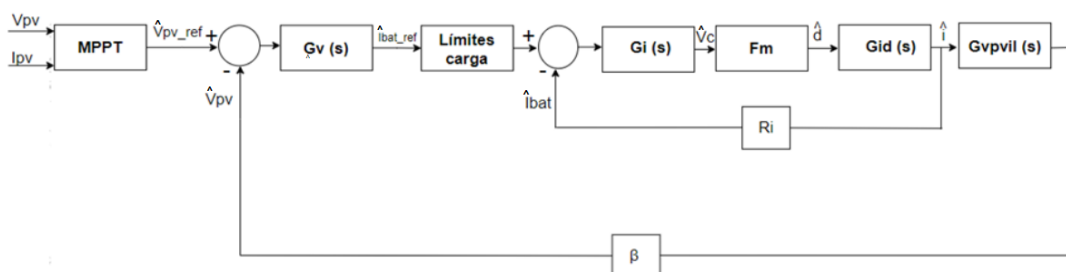 Vpv
Ipv
MPPT
V̂pv_ref
+
-
V̂pv
Gv (s)
^
Îbat_ref
Límites
carga
+
-
Îbat
Gi (s)
V̂c
Fm
d̂
Gid (s)
î
Gvpvil (s)
Ri
β